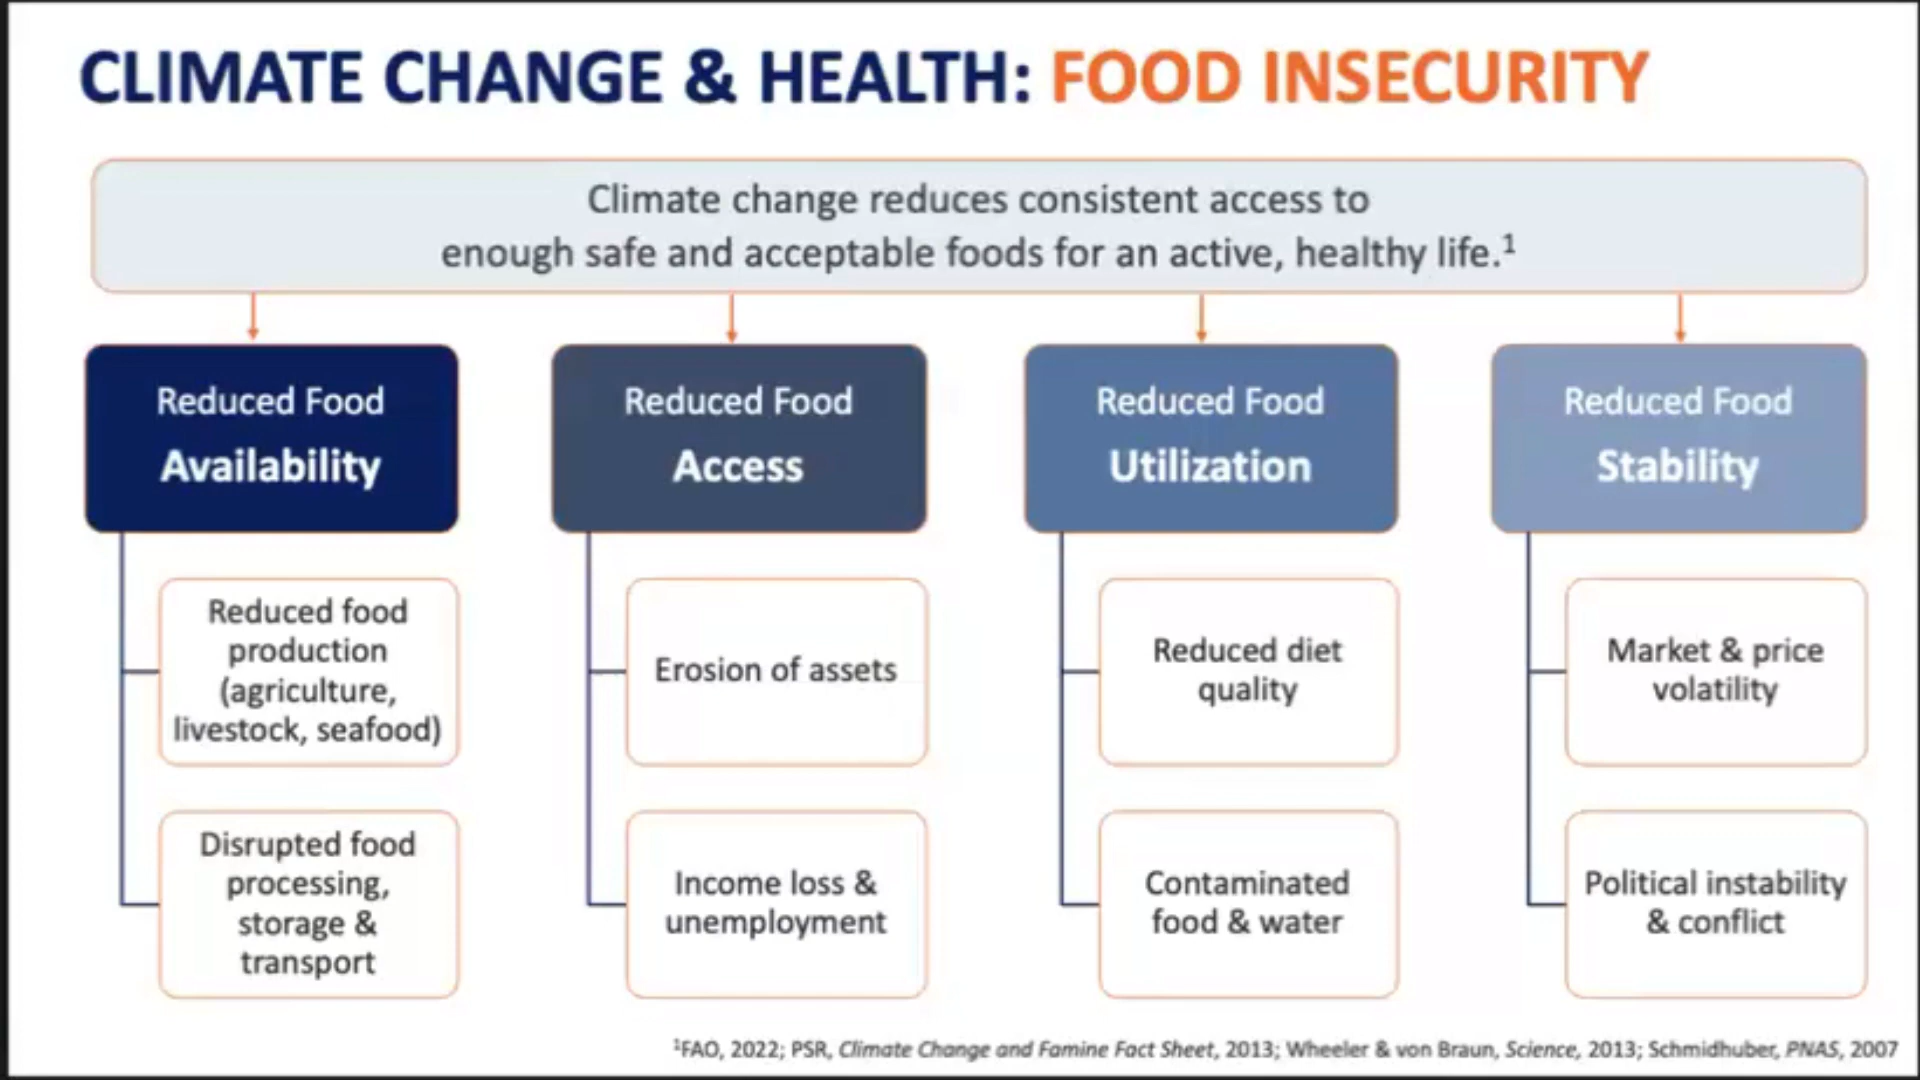 CLIMATE CHANGE & HEALTH: FOOD INSECURITY
Climate change reduces consistent access to
enough safe and acceptable foods for an active, healthy life.¹
Reduced Food
Availability
Reduced food
production
(agriculture,
livestock, seafood)
Disrupted food
processing,
storage &
transport
Reduced Food
Access
Erosion of assets
Income loss &
unemployment
Reduced Food
Utilization
Reduced diet
quality
Contaminated
food & water
Reduced Food
Stability
Market & price
volatility
Political instability
& conflict
¹FAO, 2022; PSR, Climate Change and Famine Fact Sheet, 2013; Wheeler & von Braun, Science, 2013; Schmidhuber, PNAS, 2007